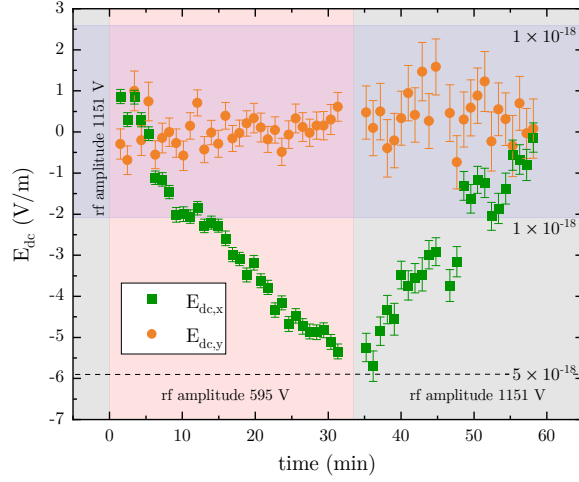 3
2
1
0
-1
-2
-3
-4
-5
-6
-7
E_dc (V/m)
rf amplitude 1151 V
1×10^-18
1×10^-18
5×10^-18
E_dc,x
E_dc,y
rf amplitude 595 V
rf amplitude 1151 V
0 10 20 30 40 50 60
time (min)